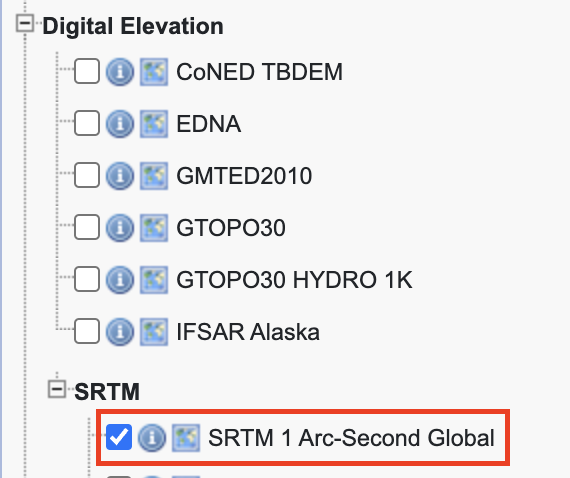 Digital Elevation
CoNED TBDEM
EDNA
GMTED2010
GTOPO30
GTOPO30 HYDRO 1K
IFSAR Alaska
SRTM
SRTM 1 Arc-Second Global